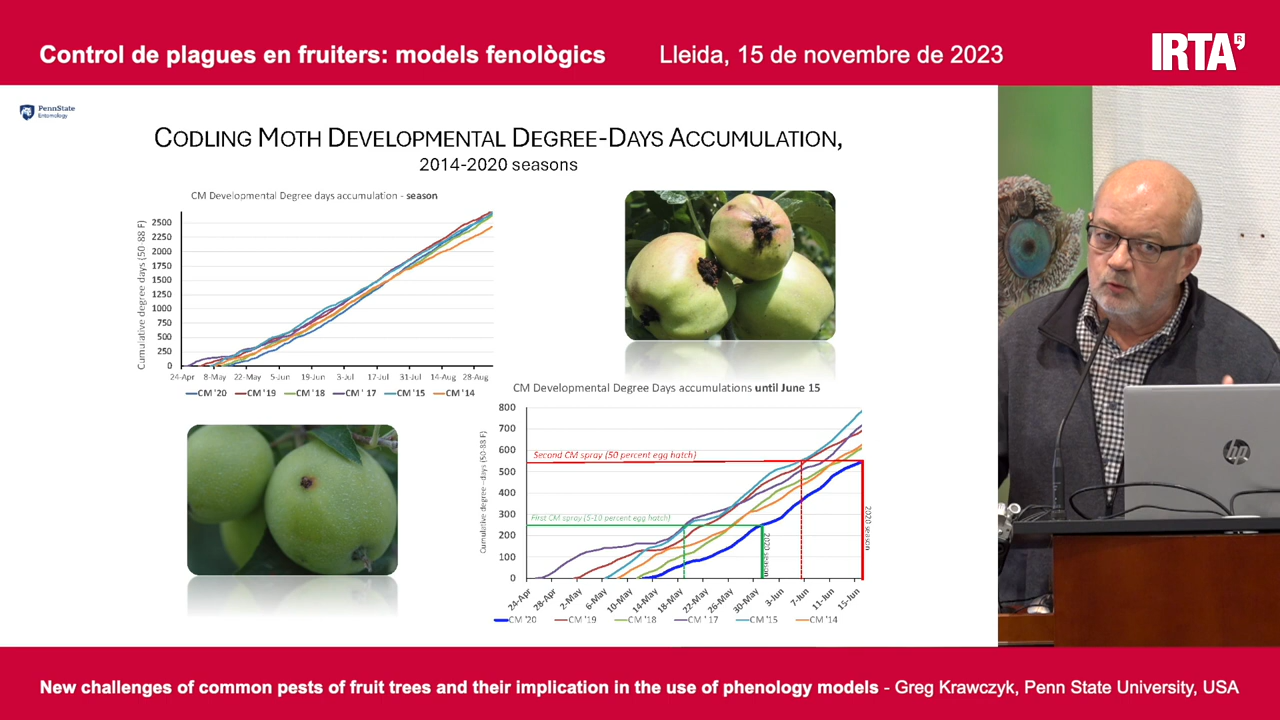 Control de plagues en fruiters: models fenològics
Lleida, 15 de novembre de 2023
IRTA
PennState
Entomology
CODLING MOTH DEVELOPMENTAL DEGREE-DAYS ACCUMULATION,
2014-2020 seasons
CM Developmental Degree days accumulation - season
Cumulative degree days (50-88 F)
2500
2250
2000
1750
1500
1250
1000
750
500
250
0
24-Apr 8-May 22-May 5-Jun 19-Jun 3-Jul 17-Jul 31-Jul 14-Aug 28-Aug
CM '20 CM '19 CM '18 CM ' 17 CM '15 CM '14
CM Developmental Degree Days accumulations until June 15
Cumulative degree -days (50-88 F)
800
700
600
500
400
300
200
100
0
Second CM spray (50 percent egg hatch)
First CM spray (5-10 percent egg hatch)
2020 season
2020 season
24-Apr 28-Apr 2-May 6-May 10-May 14-May 18-May 22-May 26-May 30-May 3-Jun 7-Jun 11-Jun 15-Jun
CM '20 CM '19 CM '18 CM ' 17 CM '15 CM '14
hp
New challenges of common pests of fruit trees and their implication in the use of phenology models - Greg Krawczyk, Penn State University, USA